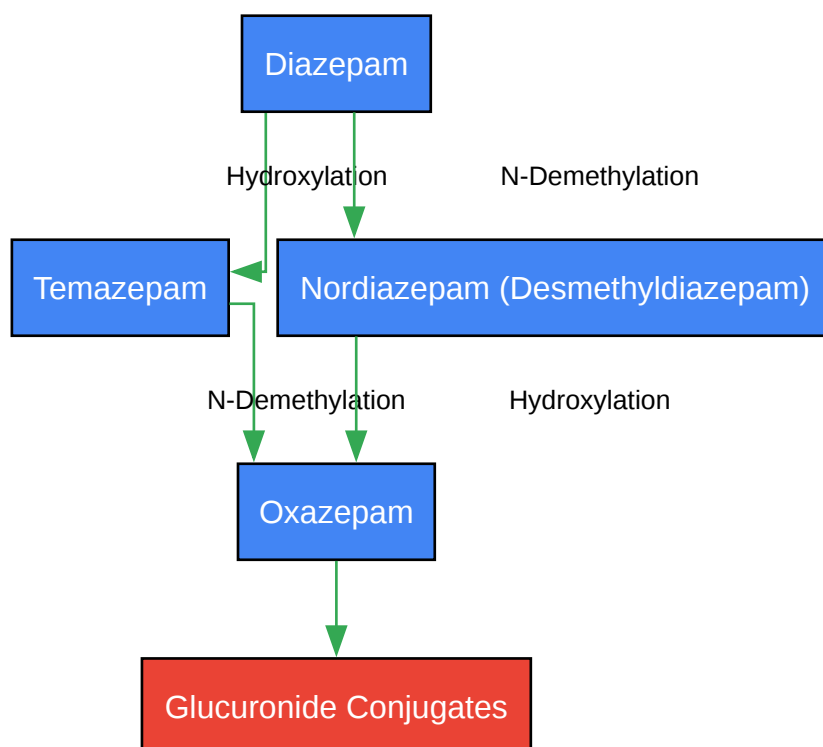 Diazepam
Hydroxylation
N-Demethylation
Temazepam
Nordiazepam (Desmethyldiazepam)
N-Demethylation
Hydroxylation
Oxazepam
Glucuronide Conjugates